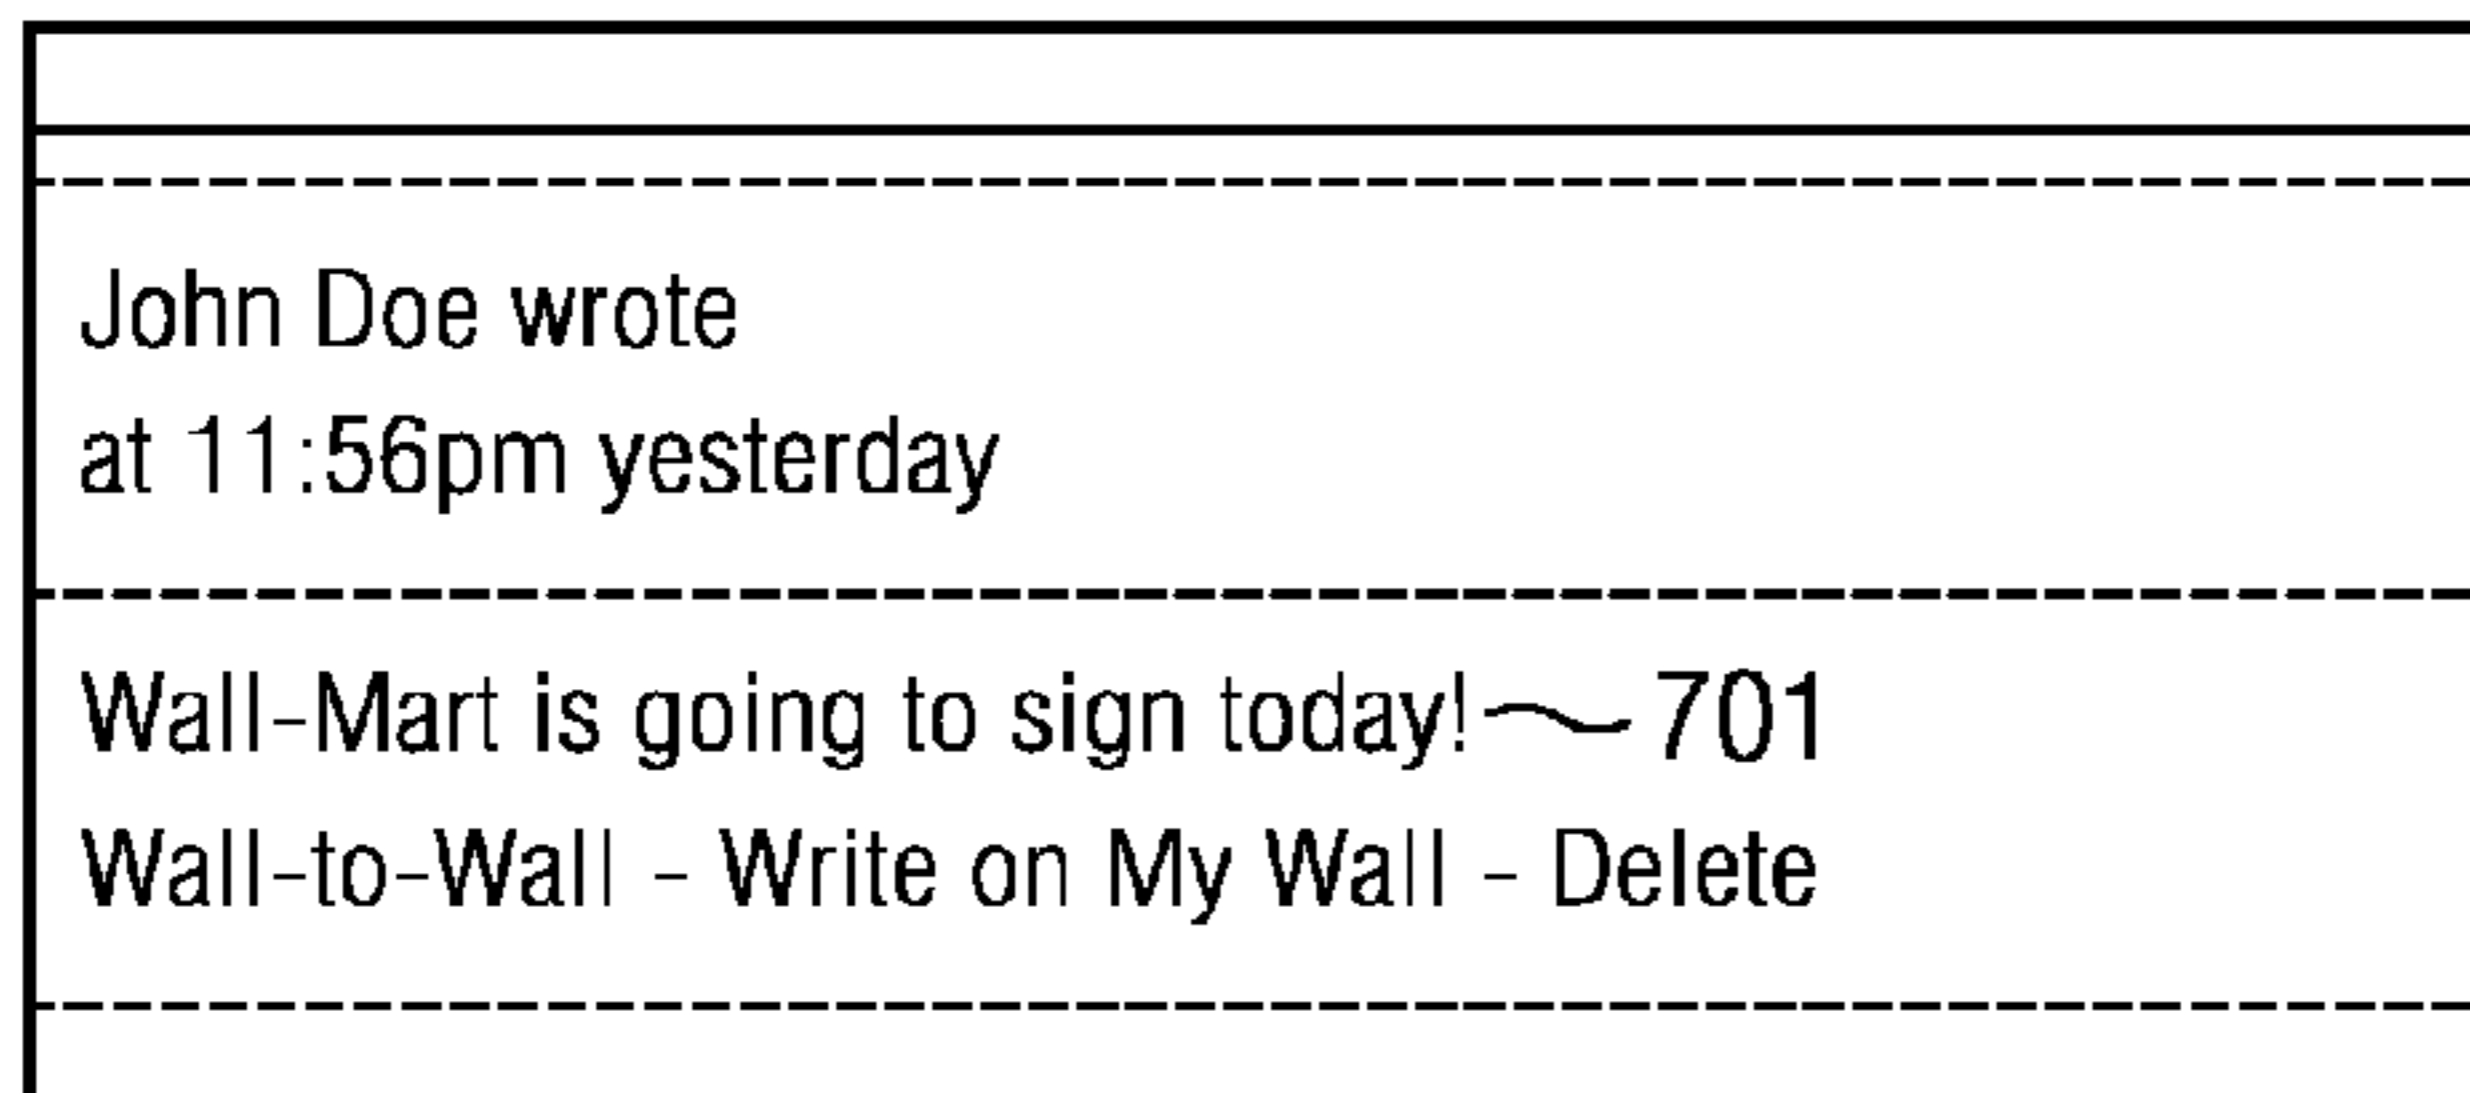 John Doe wrote
at 11:56pm yesterday
Wall-Mart is going to sign today! 701
Wall-to-Wall - Write on My Wall - Delete